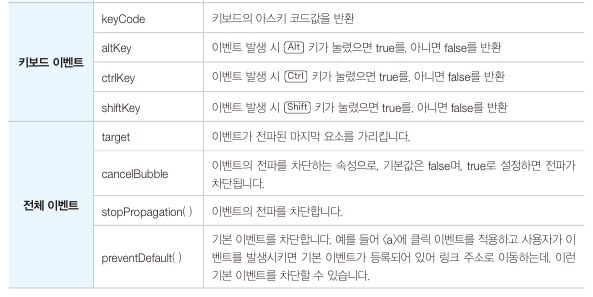 키보드 이벤트
keyCode 키보드의 아스키 코드값을 반환
altKey 이벤트 발생 시 Alt 키가 눌렸으면 true를, 아니면 false를 반환
ctrlKey 이벤트 발생 시 Ctrl 키가 눌렸으면 true를, 아니면 false를 반환
shiftKey 이벤트 발생 시 Shift 키가 눌렸으면 true를, 아니면 false를 반환
전체 이벤트
target 이벤트가 전파된 마지막 요소를 가리킵니다.
cancelBubble 이벤트의 전파를 차단하는 속성으로, 기본값은 false며, true로 설정하면 전파가
차단됩니다.
stopPropagation( ) 이벤트의 전파를 차단합니다.
preventDefault( ) 기본 이벤트를 차단합니다. 예를 들어 〈a〉에 클릭 이벤트를 적용하고 사용자가 이
벤트를 발생시키면 기본 이벤트가 등록되어 있어 링크 주소로 이동하는데, 이런
기본 이벤트를 차단할 수 있습니다.